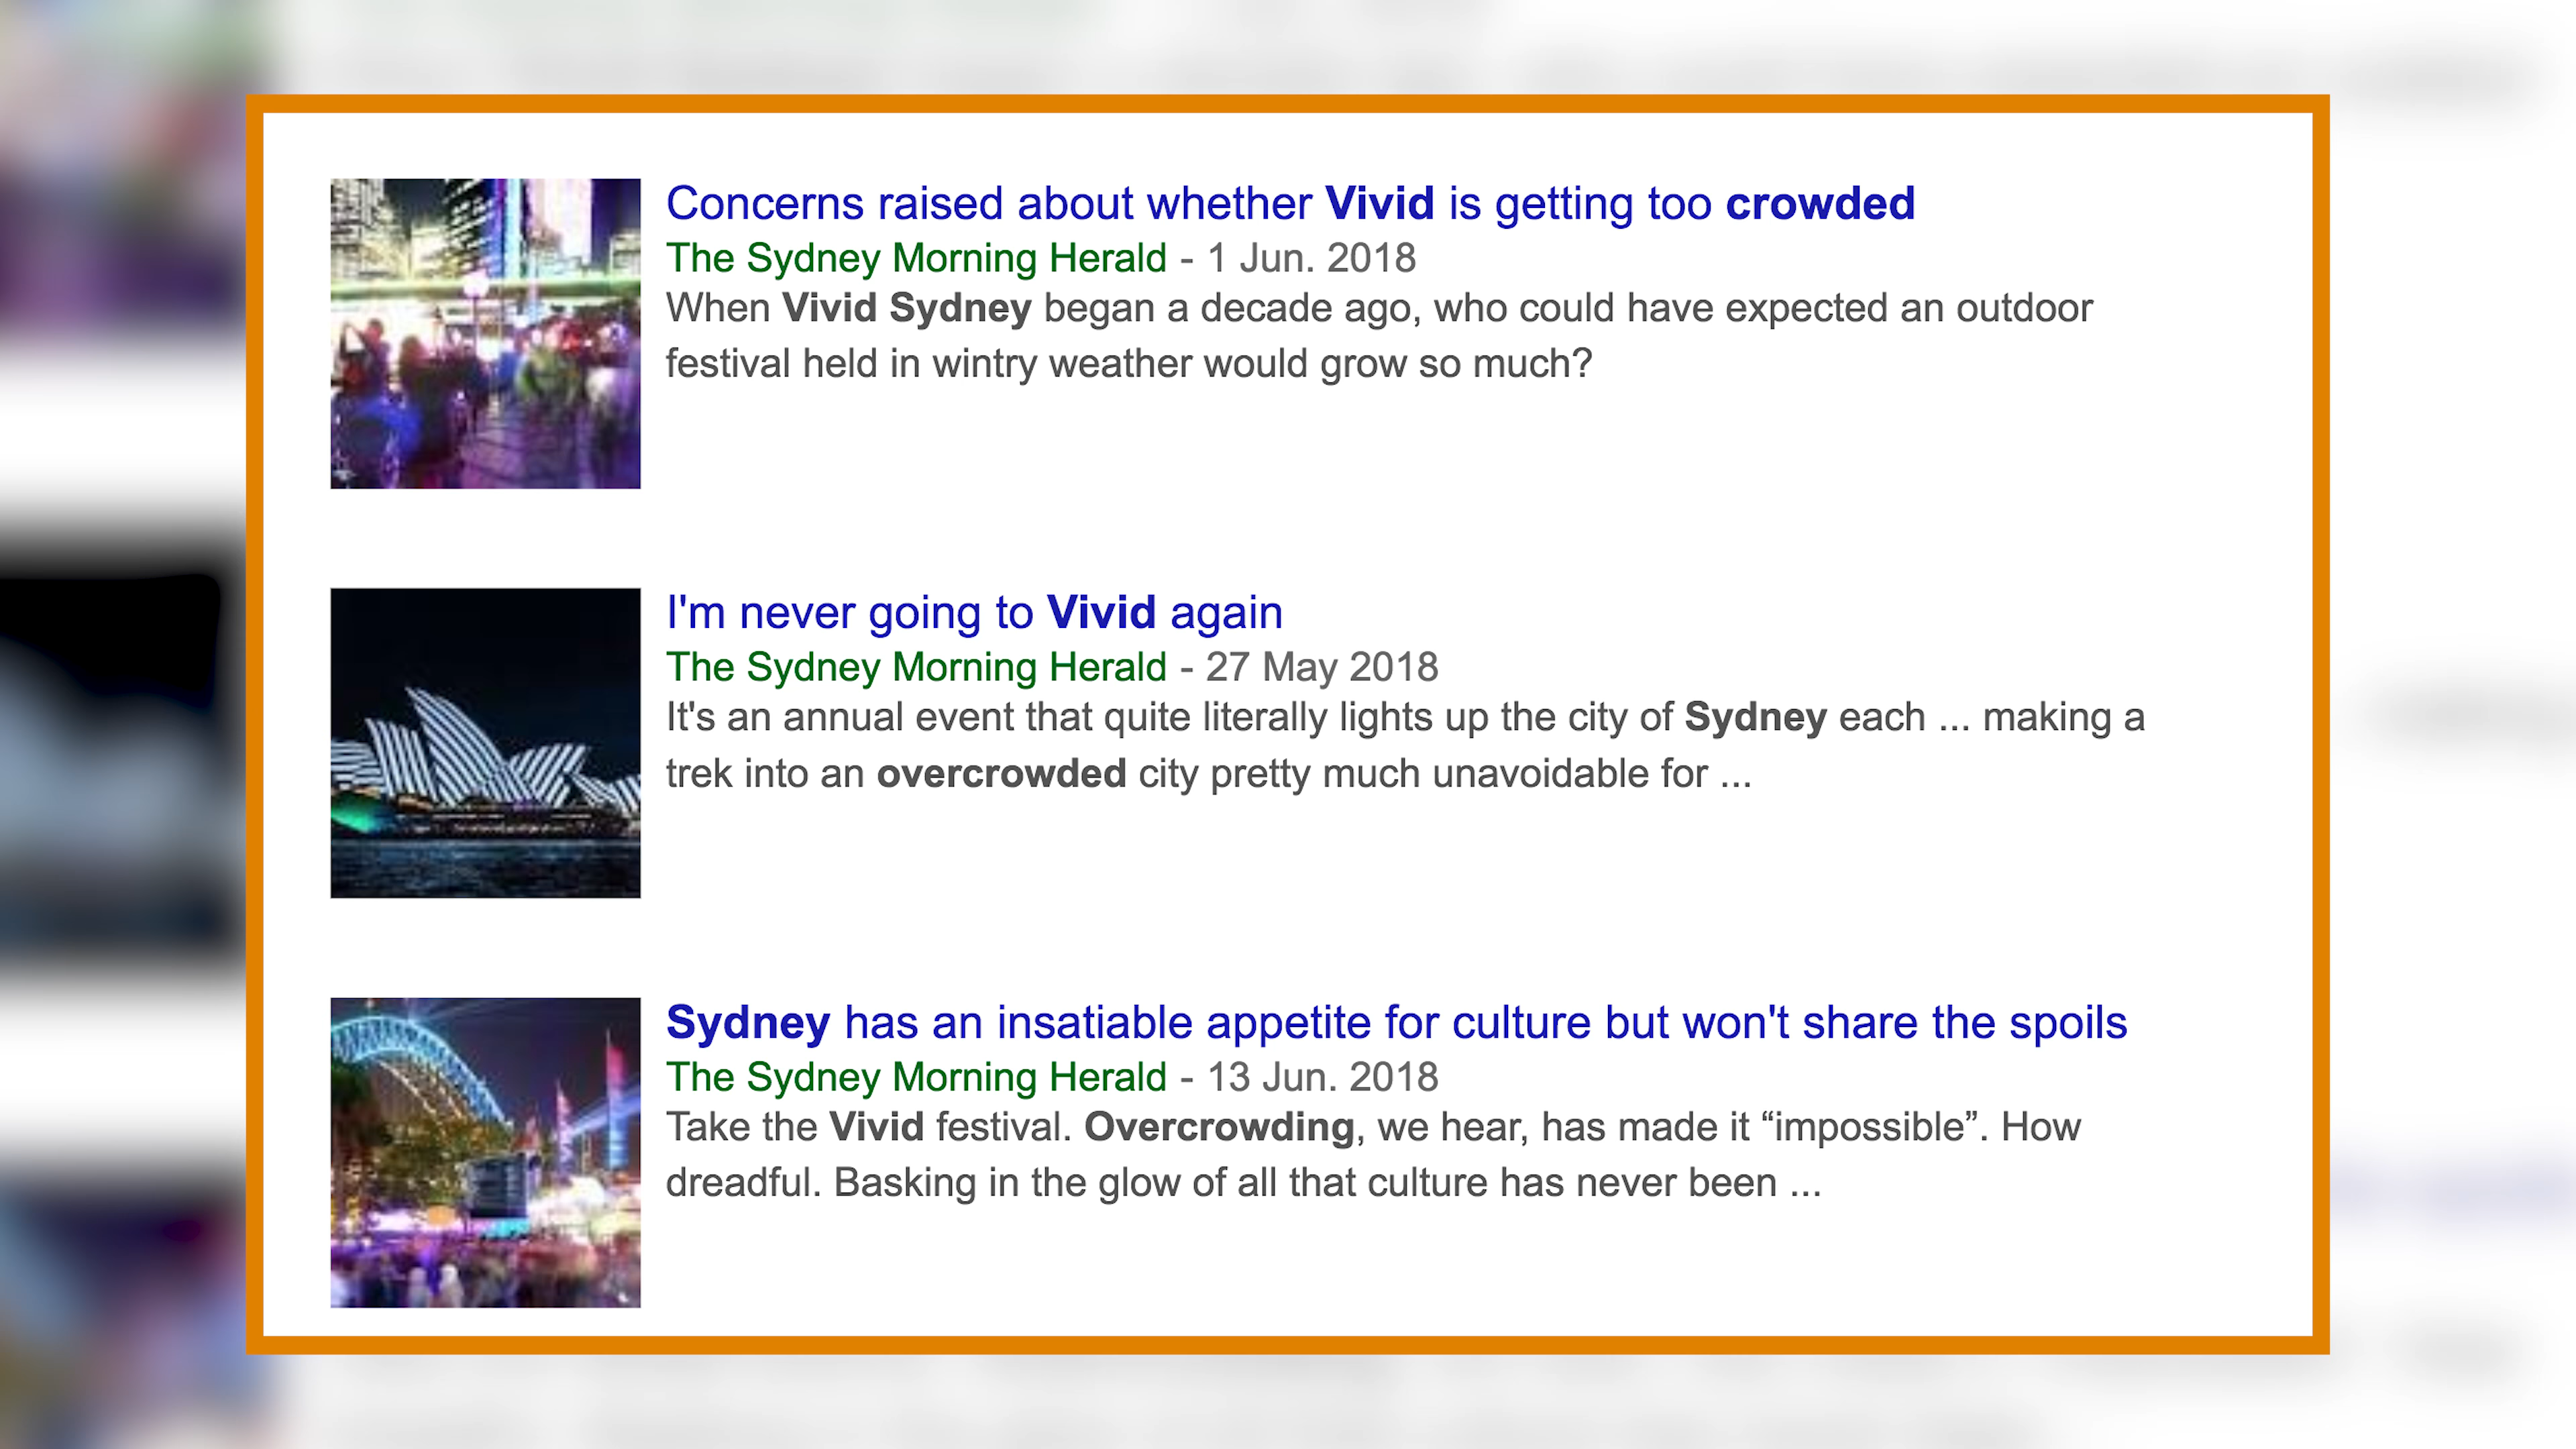 Concerns raised about whether Vivid is getting too crowded
The Sydney Morning Herald - 1 Jun. 2018
When Vivid Sydney began a decade ago, who could have expected an outdoor
festival held in wintry weather would grow so much?
I'm never going to Vivid again
The Sydney Morning Herald - 27 May 2018
It's an annual event that quite literally lights up the city of Sydney each ... making a
trek into an overcrowded city pretty much unavoidable for ...
Sydney has an insatiable appetite for culture but won't share the spoils
The Sydney Morning Herald - 13 Jun. 2018
Take the Vivid festival. Overcrowding, we hear, has made it “impossible”. How
dreadful. Basking in the glow of all that culture has never been ...